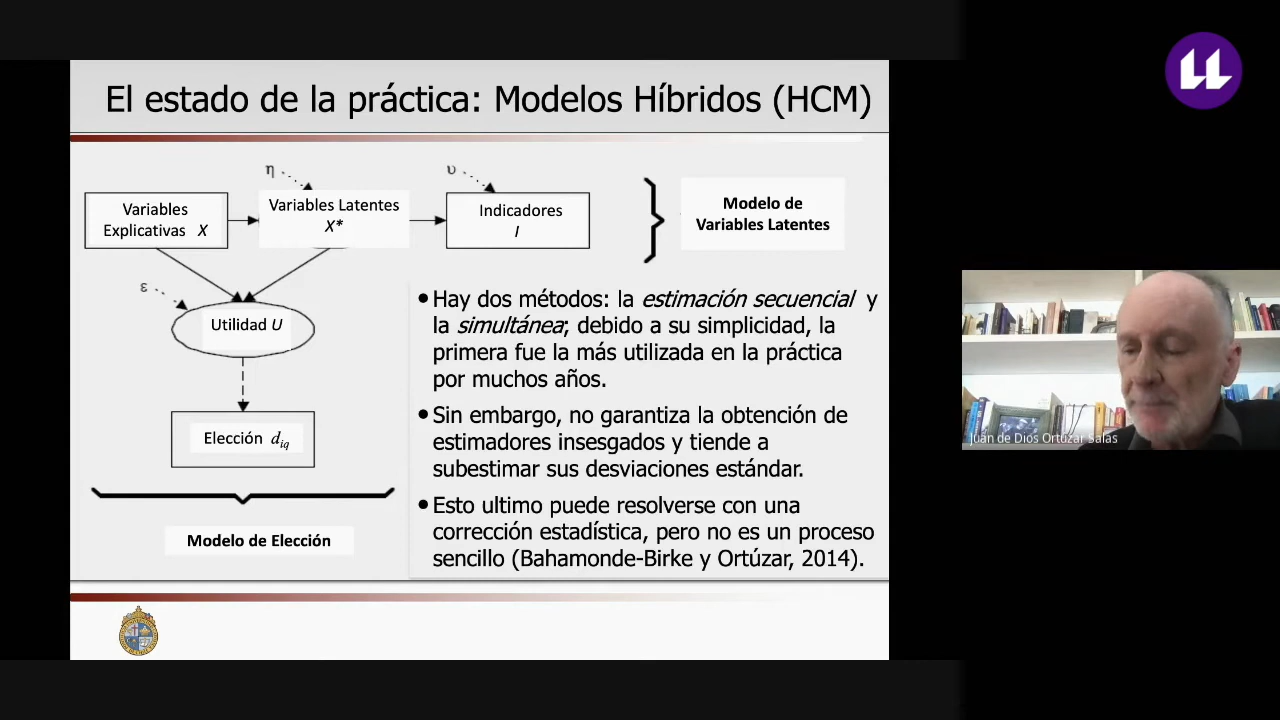 El estado de la práctica: Modelos Híbridos (HCM)
η
υ
Variables
Explicativas X
Variables Latentes
X*
Indicadores
I
Modelo de
Variables Latentes
ε
Utilidad U
Elección d_iq
Modelo de Elección
•Hay dos métodos: la estimación secuencial y
la simultánea; debido a su simplicidad, la
primera fue la más utilizada en la práctica
por muchos años.
•Sin embargo, no garantiza la obtención de
estimadores insesgados y tiende a
subestimar sus desviaciones estándar.
•Esto ultimo puede resolverse con una
corrección estadística, pero no es un proceso
sencillo (Bahamonde-Birke y Ortúzar, 2014).
Juan de Dios Ortúzar Salas